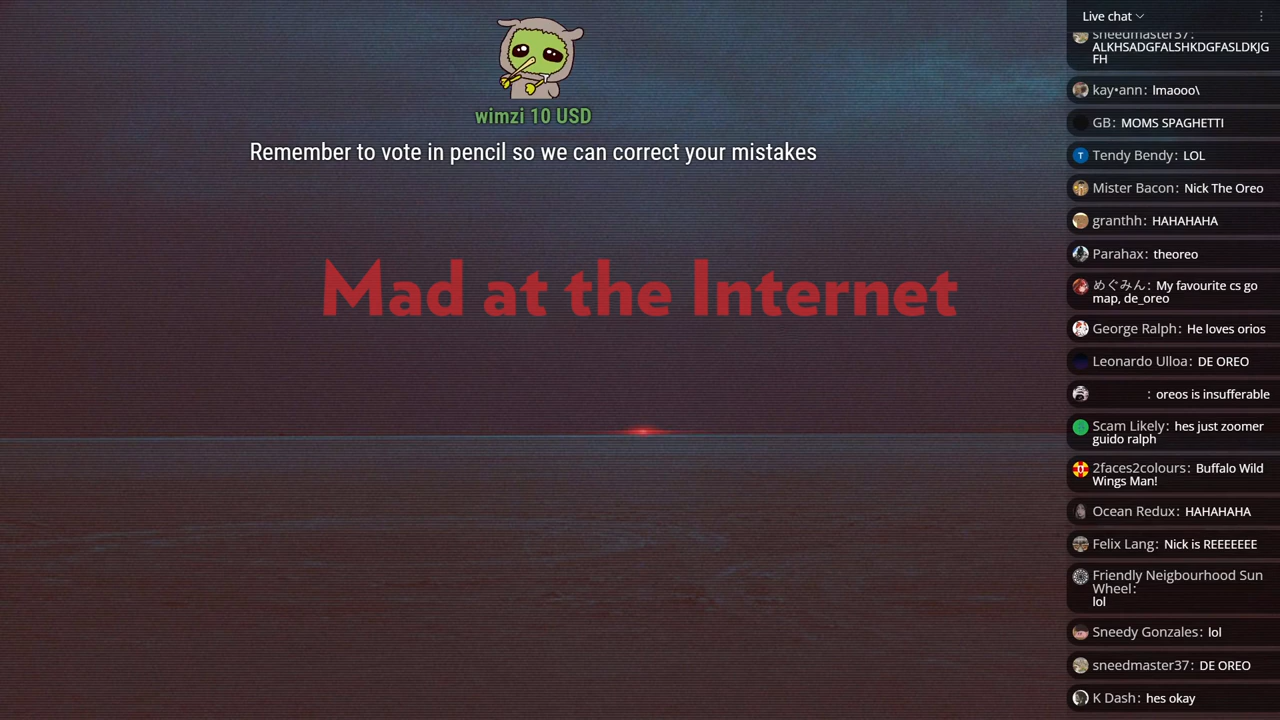 wimzi 10 USD
Remember to vote in pencil so we can correct your mistakes
Mad at the Internet
Live chat
sneedmaster37:
ALKHSADGFALSHKDGFASLDKJG
FH
kay•ann: lmaoo\
GB: MOMS SPAGHETTI
T Tendy Bendy: LOL
Mister Bacon: Nick The Oreo
granthh: HAHAHAHA
Parahax: theoreo
めぐみん: My favourite cs go
map, de_oreo
George Ralph: He loves orios
Leonardo Ulloa: DE OREO
: oreos is insufferable
Scam Likely: hes just zoomer
guido ralph
2faces2colours: Buffalo Wild
Wings Man!
Ocean Redux: HAHAHAHA
Felix Lang: Nick is REEEEEEE
Friendly Neigbourhood Sun
Wheel:
lol
Sneedy Gonzales: lol
sneedmaster37: DE OREO
K Dash: hes okay